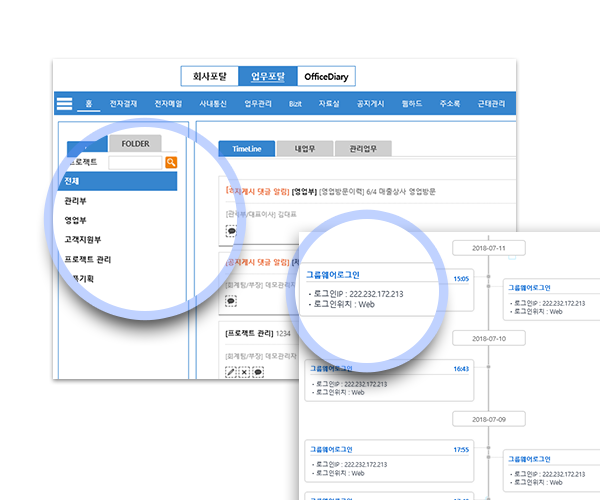 회사포탈 업무포탈 OfficeDiary
홈 전자결재 전자메일 사내통신 업무관리 Bizit 자료실 공지게시 웹하드 주소록 근태관리
FOLDER
프로젝트
전체
관리부
영업부
고객지원부
프로젝트 관리
TimeLine 내업무 관리업무
댓글 알림] [영업부] [영업방문이력] 6/4 매출상사 영업방문
[관리부/대표이사] 김대표
[공지게시 댓글 알림]
[회계팀/부장] 데모관리자
[프로젝트 관리] 1234
[회계팀/부장] 데모관리자
2018-07-11
그룹웨어로그인 15:05
· 로그인IP : 222.232.172.213
· 로그인위치 : Web
그룹웨어로그인
· 로그인IP : 222.232.172.213
· 로그인위치 : Web
2018-07-10
그룹웨어로그인 16:43
· 로그인IP : 222.232.172.213
· 로그인위치 : Web
2018-07-09
그룹웨어로그인 17:55
· 로그인IP : 222.232.172.213
· 로그인위치 : Web
그룹웨어로그인
· 로그인IP : 222.232.172.213
· 로그인위치 : Web